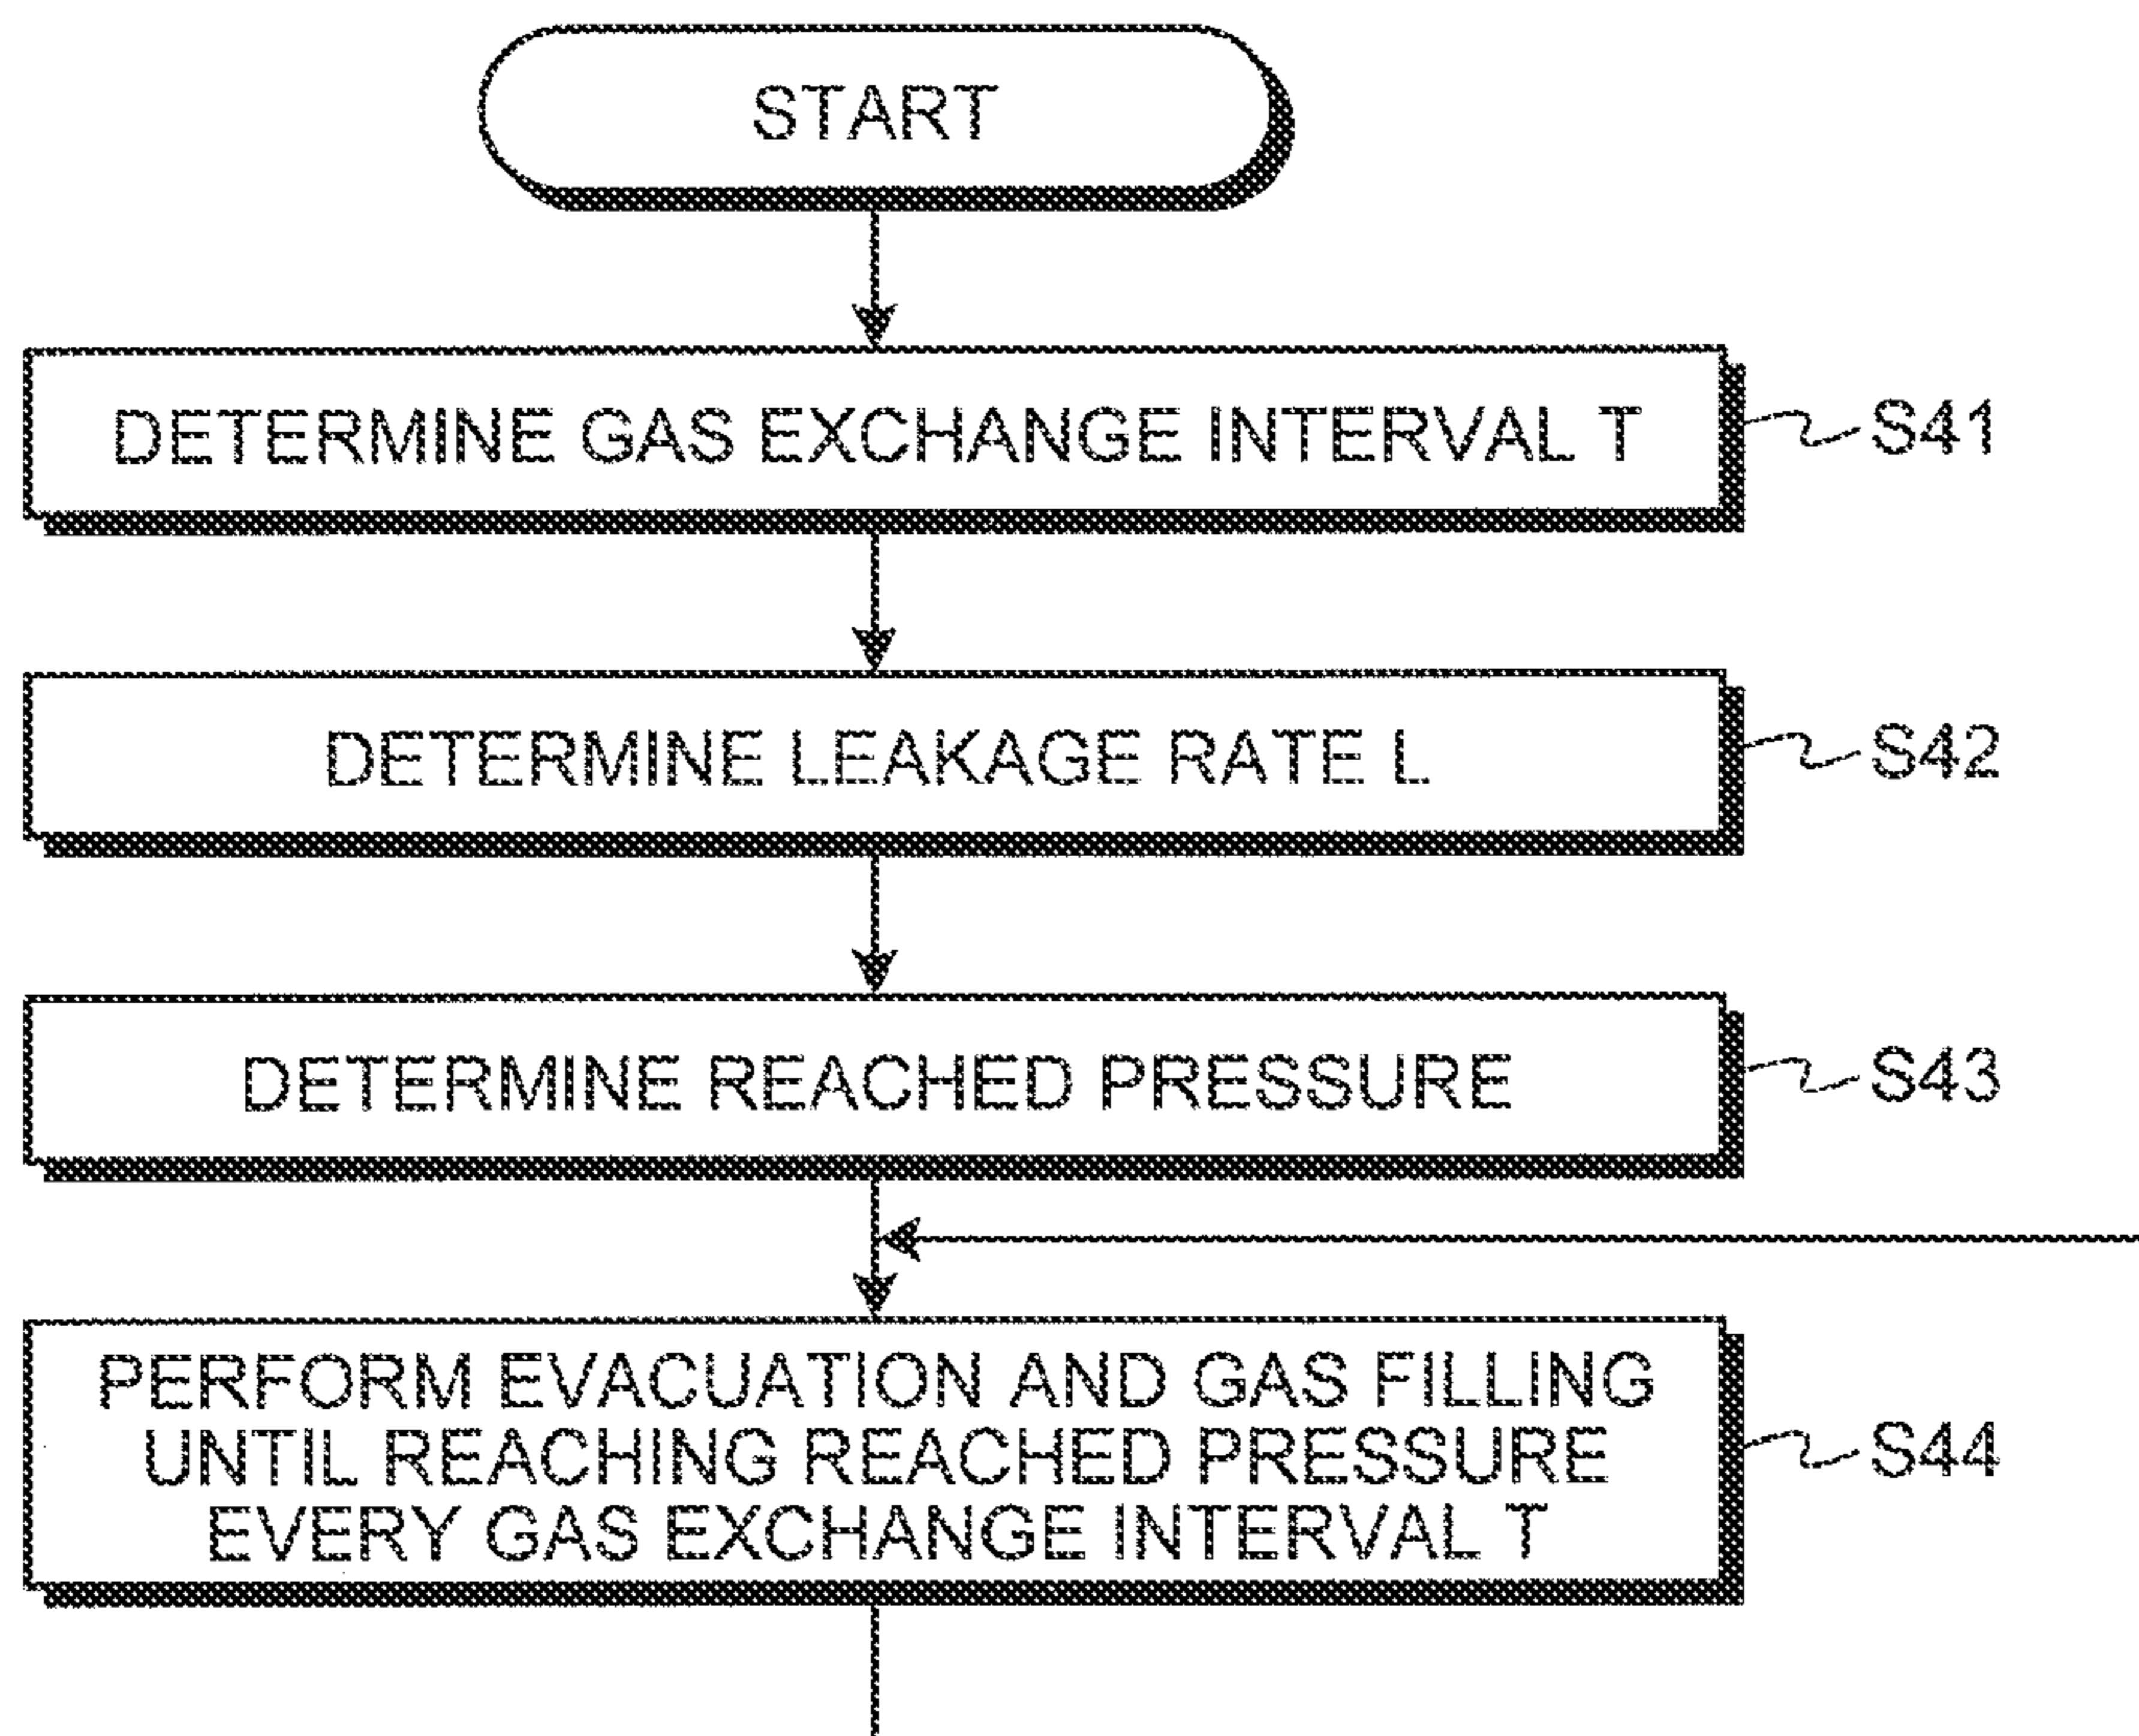 START
DETERMINE GAS EXCHANGE INTERVAL T
S41
DETERMINE LEAKAGE RATE L
S42
DETERMINE REACHED PRESSURE
S43
PERFORM EVACUATION AND GAS FILLING
UNTIL REACHING REACHED PRESSURE
EVERY GAS EXCHANGE INTERVAL T
S44